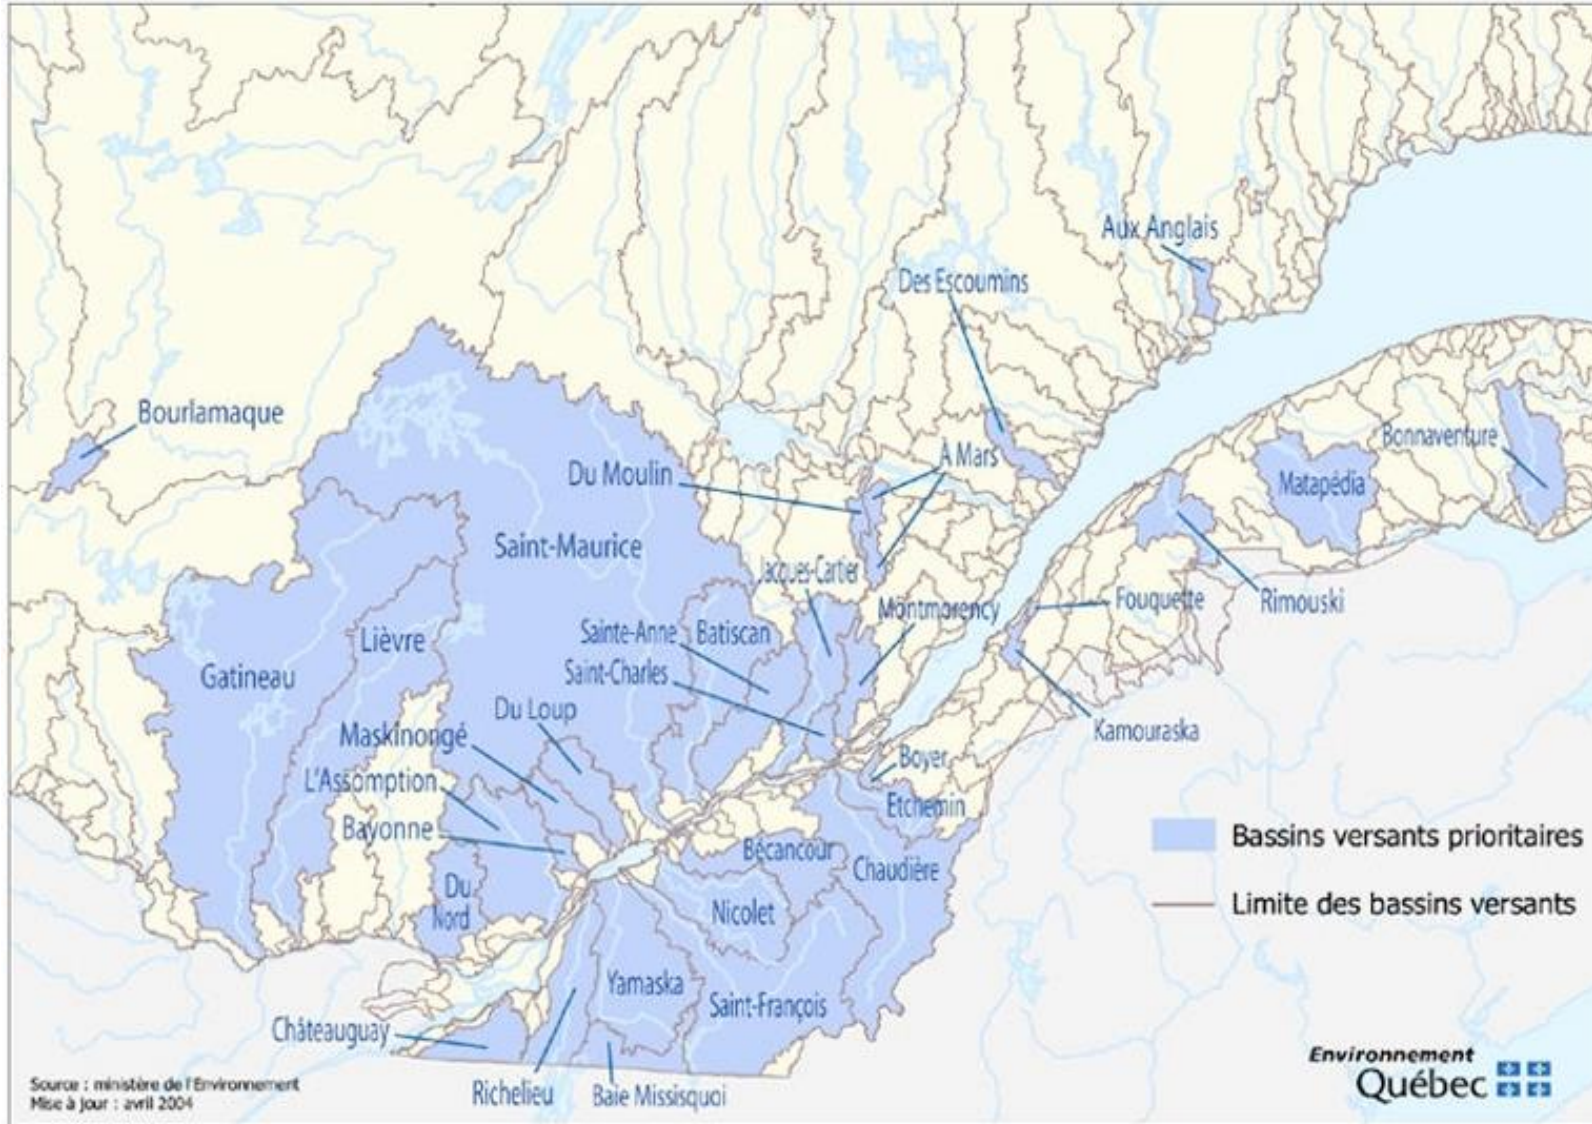 Aux Anglais
Des Escoumins
Bourlamaque
Bonnaventure
À Mars
Du Moulin
Matapédia
Saint-Maurice
Jacques-Cartier
Montmorency
Fouquette
Rimouski
Sainte-Anne
Batiscan
Lièvre
Gatineau
Saint-Charles
Du Loup
Maskinongé
Kamouraska
Boyer
L'Assomption
Etchemin
Bayonne
Bécancour
Chaudière
Du
Nord
Nicolet
Yamaska
Saint-François
Châteauguay
Richelieu
Baie Missisquoi
Bassins versants prioritaires
Limite des bassins versants
Source : ministère de l'Environnement
Mise à jour : avril 2004
Environnement
Québec